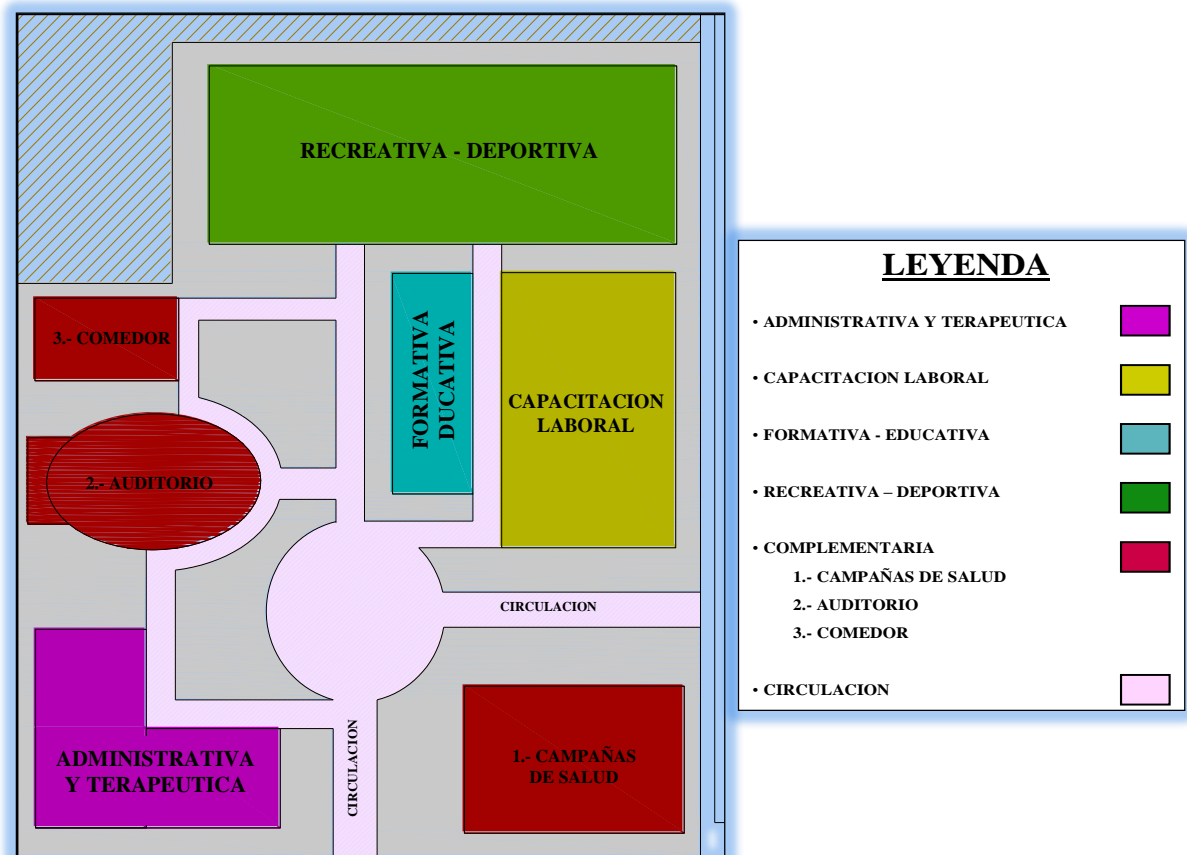 RECREATIVA - DEPORTIVA
3.- COMEDOR
FORMATIVA
DUCATIVA
CAPACITACION
LABORAL
2.- AUDITORIO
CIRCULACION
ADMINISTRATIVA
Y TERAPEUTICA
CIRCULACION
1.- CAMPAÑAS
DE SALUD
LEYENDA
• ADMINISTRATIVA Y TERAPEUTICA
• CAPACITACION LABORAL
• FORMATIVA - EDUCATIVA
• RECREATIVA – DEPORTIVA
• COMPLEMENTARIA
1.- CAMPAÑAS DE SALUD
2.- AUDITORIO
3.- COMEDOR
• CIRCULACION